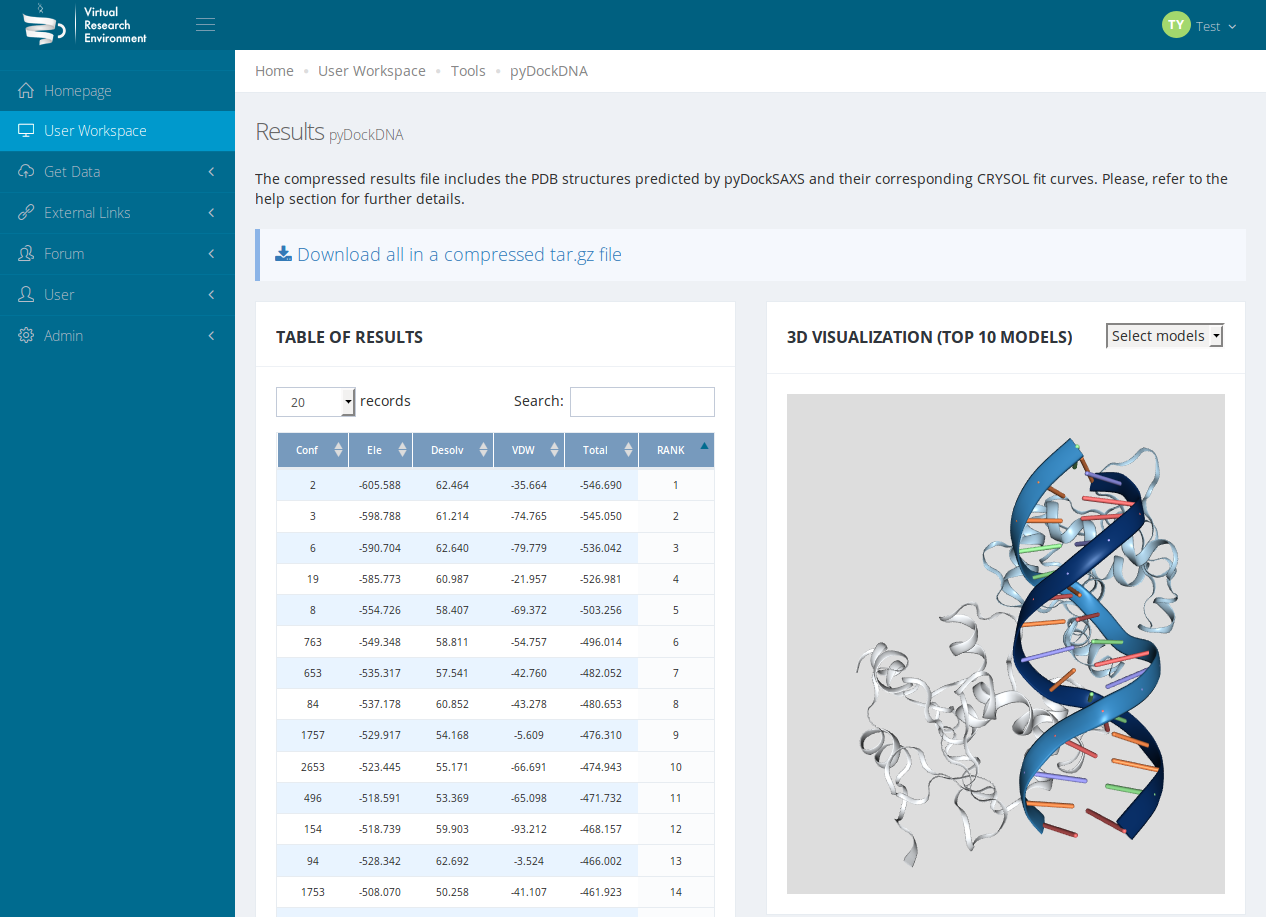 Virtual
Research
Environment
TY Test
Homepage
User Workspace
Get Data
External Links
Forum
User
Admin
Home User Workspace Tools pyDockDNA
Results pyDockDNA
The compressed results file includes the PDB structures predicted by pyDockSAXS and their corresponding CRYSOL fit curves. Please, refer to the
help section for further details.
Download all in a compressed tar.gz file
TABLE OF RESULTS
20 records Search:
Conf Ele Desolv VDW Total RANK
2 -605.588 62.464 -35.664 -546.690 1
3 -598.788 61.214 -74.765 -545.050 2
6 -590.704 62.640 -79.779 -536.042 3
19 -585.773 60.987 -21.957 -526.981 4
8 -554.726 58.407 -69.372 -503.256 5
763 -549.348 58.811 -54.757 -496.014 6
653 -535.317 57.541 -42.760 -482.052 7
84 -537.178 60.852 -43.278 -480.653 8
1757 -529.917 54.168 -5.609 -476.310 9
2653 -523.445 55.171 -66.691 -474.943 10
496 -518.591 53.369 -65.098 -471.732 11
154 -518.739 59.903 -93.212 -468.157 12
94 -528.342 62.692 -3.524 -466.002 13
1753 -508.070 50.258 -41.107 -461.923 14
3D VISUALIZATION (TOP 10 MODELS) Select models